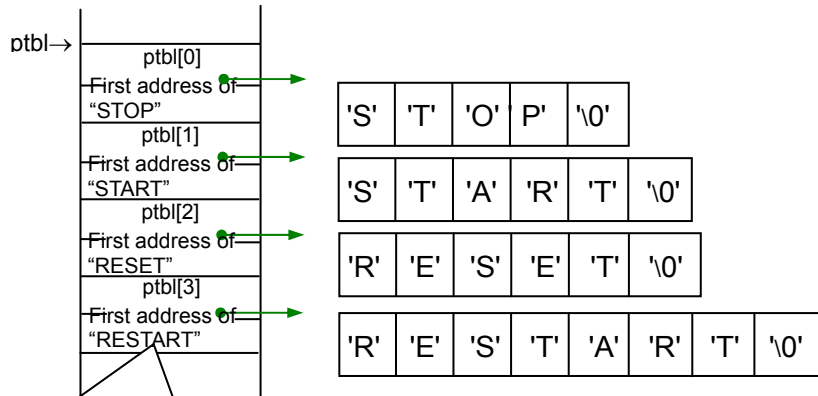 ptbl→
ptbl[0]
First address of
“STOP”
'S' 'T' 'O' ' P' '\0'
ptbl[1]
First address of
“START”
'S' 'T' 'A' 'R' 'T' '\0'
ptbl[2]
First address of
“RESET”
'R' 'E' 'S' 'E' 'T' '\0'
ptbl[3]
First address of
“RESTART”
'R' 'E' 'S' 'T' 'A' 'R' 'T' '\0'